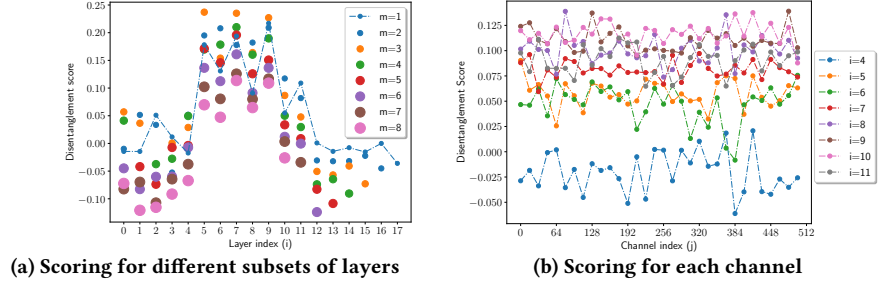 0.25
0.20
0.15
0.10
0.05
0.00
−0.05
−0.10
Disentanglement score
0 1 2 3 4 5 6 7 8 9 10 11 12 13 14 15 16 17
Layer index (i)
m=1
m=2
m=3
m=4
m=5
m=6
m=7
m=8
(a) Scoring for different subsets of layers
0.125
0.100
0.075
0.050
0.025
0.000
−0.025
−0.050
Disentanglement Score
0 64 128 192 256 320 384 448 512
Channel index (j)
i=4
i=5
i=6
i=7
i=8
i=9
i=10
i=11
(b) Scoring for each channel